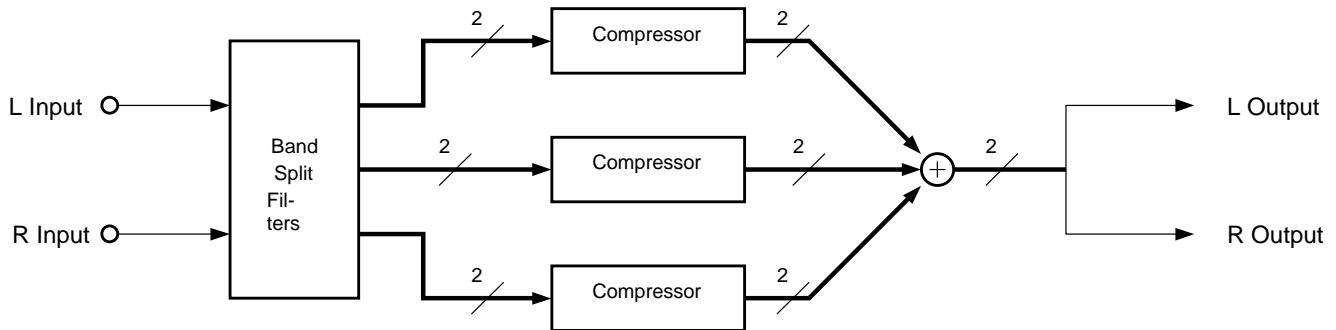 2
Compressor
2
L Input
L Output
Band
Split
Fil-
ters
2
Compressor
2
+
2
R Input
R Output
2
Compressor
2